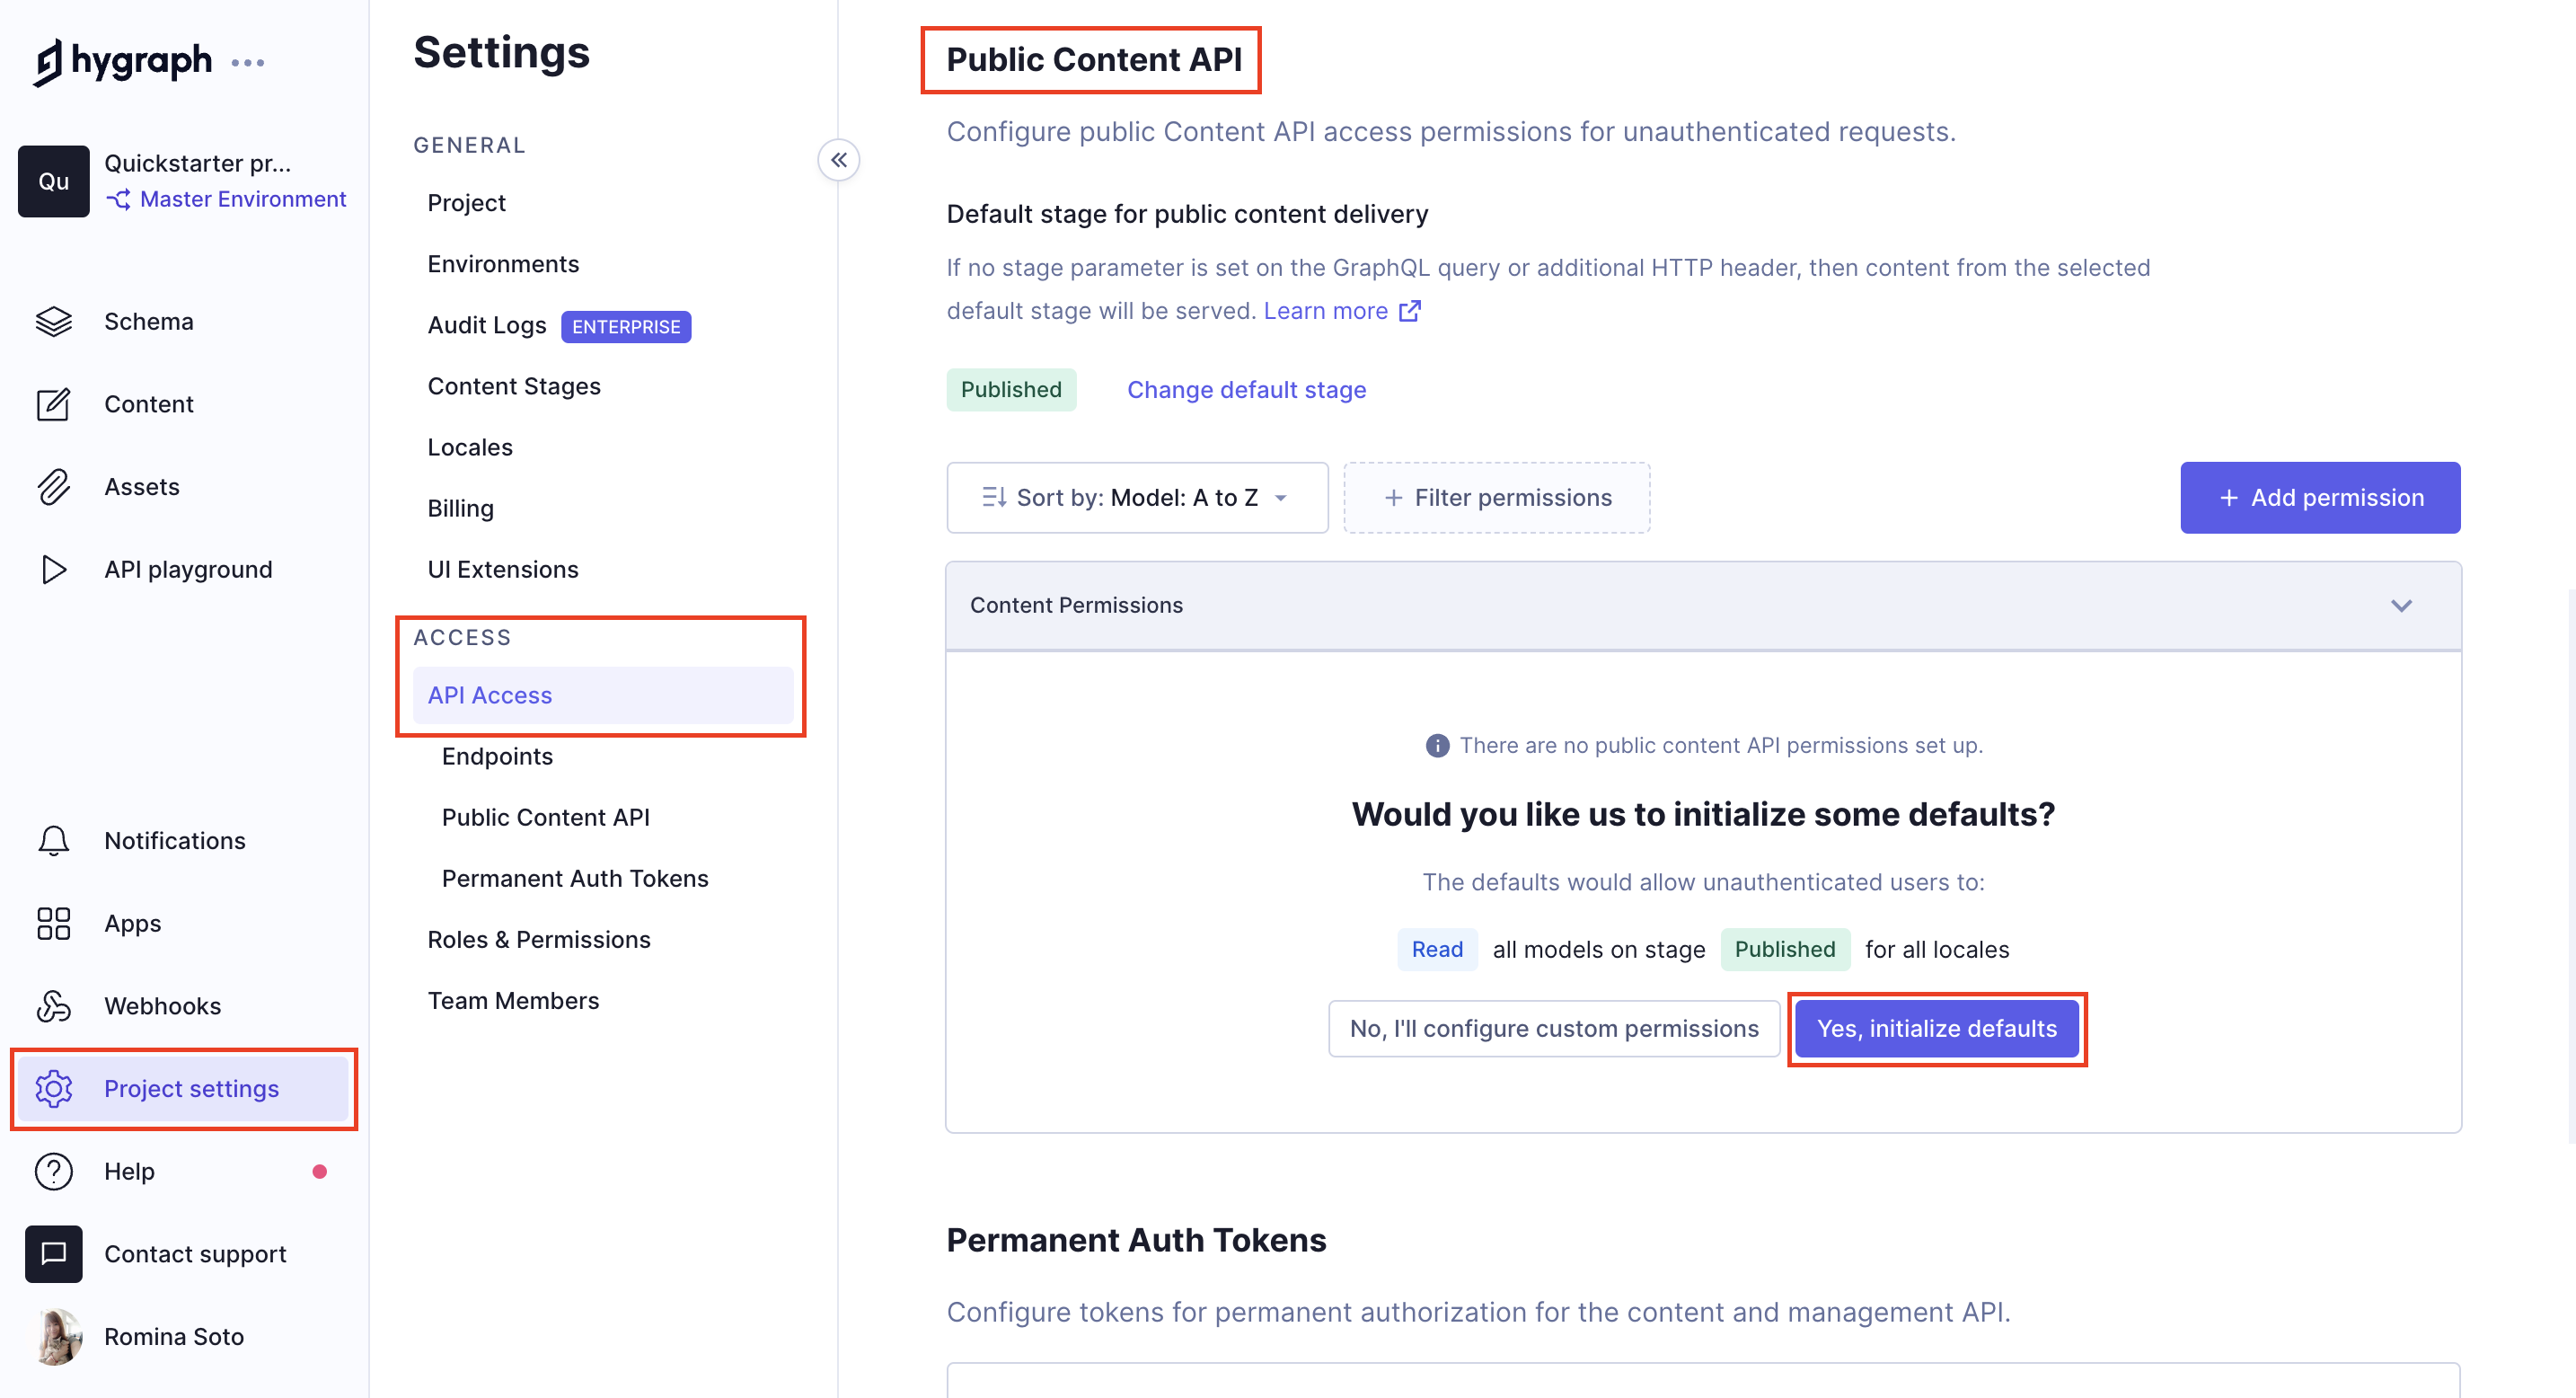 hygraph
Qu
Quickstarter pr...
Master Environment
Schema
Content
Assets
API playground
Notifications
Apps
Webhooks
Project settings
Help
Contact support
Romina Soto
Settings
GENERAL
Project
Environments
Audit Logs ENTERPRISE
Content Stages
Locales
Billing
UI Extensions
ACCESS
API Access
Endpoints
Public Content API
Permanent Auth Tokens
Roles & Permissions
Team Members
Public Content API
Configure public Content API access permissions for unauthenticated requests.
Default stage for public content delivery
If no stage parameter is set on the GraphQL query or additional HTTP header, then content from the selected
default stage will be served. Learn more
Published Change default stage
Sort by: Model: A to Z + Filter permissions + Add permission
Content Permissions
There are no public content API permissions set up.
Would you like us to initialize some defaults?
The defaults would allow unauthenticated users to:
Read all models on stage Published for all locales
No, I'll configure custom permissions Yes, initialize defaults
Permanent Auth Tokens
Configure tokens for permanent authorization for the content and management API.